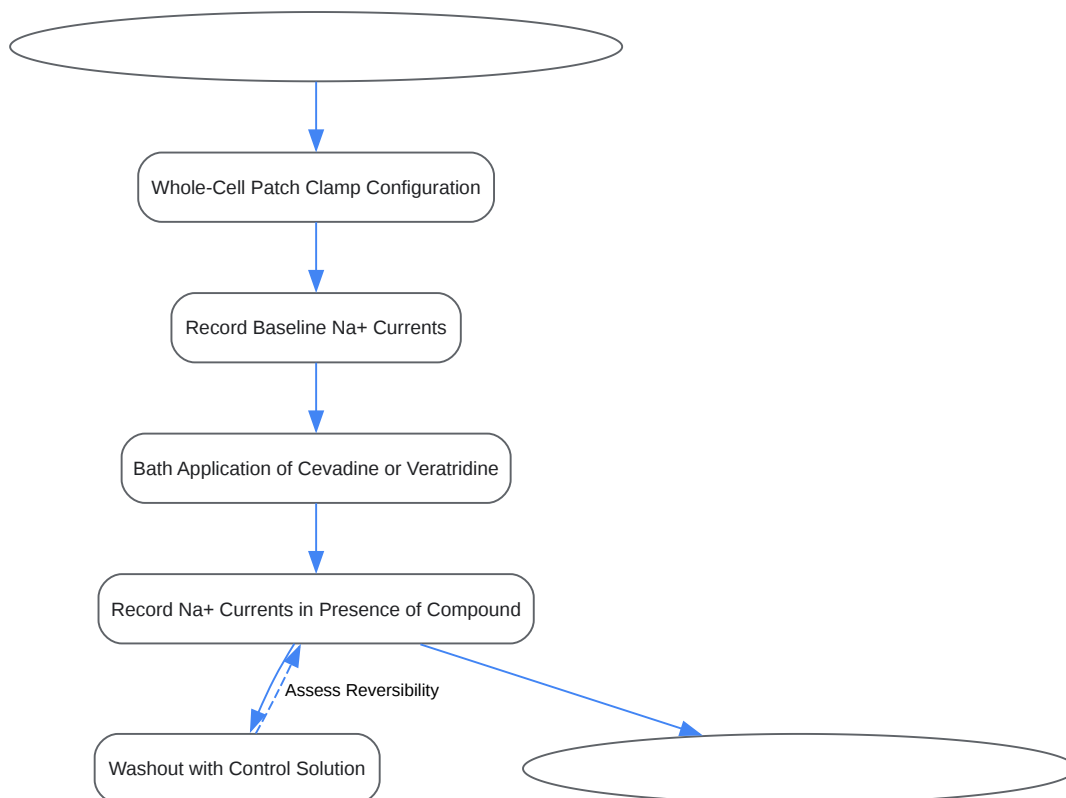 Whole-Cell Patch Clamp Configuration
Record Baseline Na+ Currents
Bath Application of Cevadine or Veratridine
Record Na+ Currents in Presence of Compound
Assess Reversibility
Washout with Control Solution